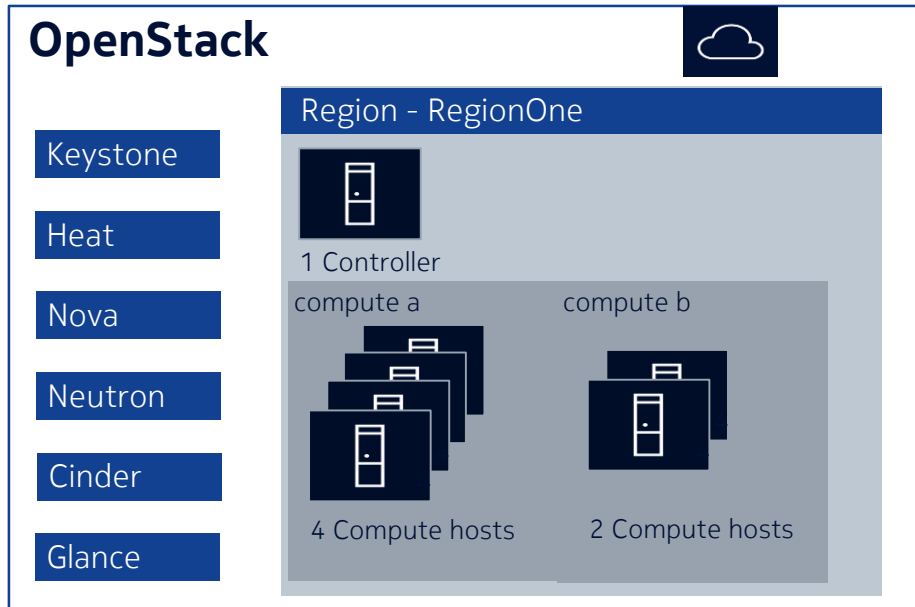 OpenStack
Keystone
Heat
Nova
Neutron
Cinder
Glance
Region - RegionOne
1 Controller
compute a
compute b
4 Compute hosts
2 Compute hosts